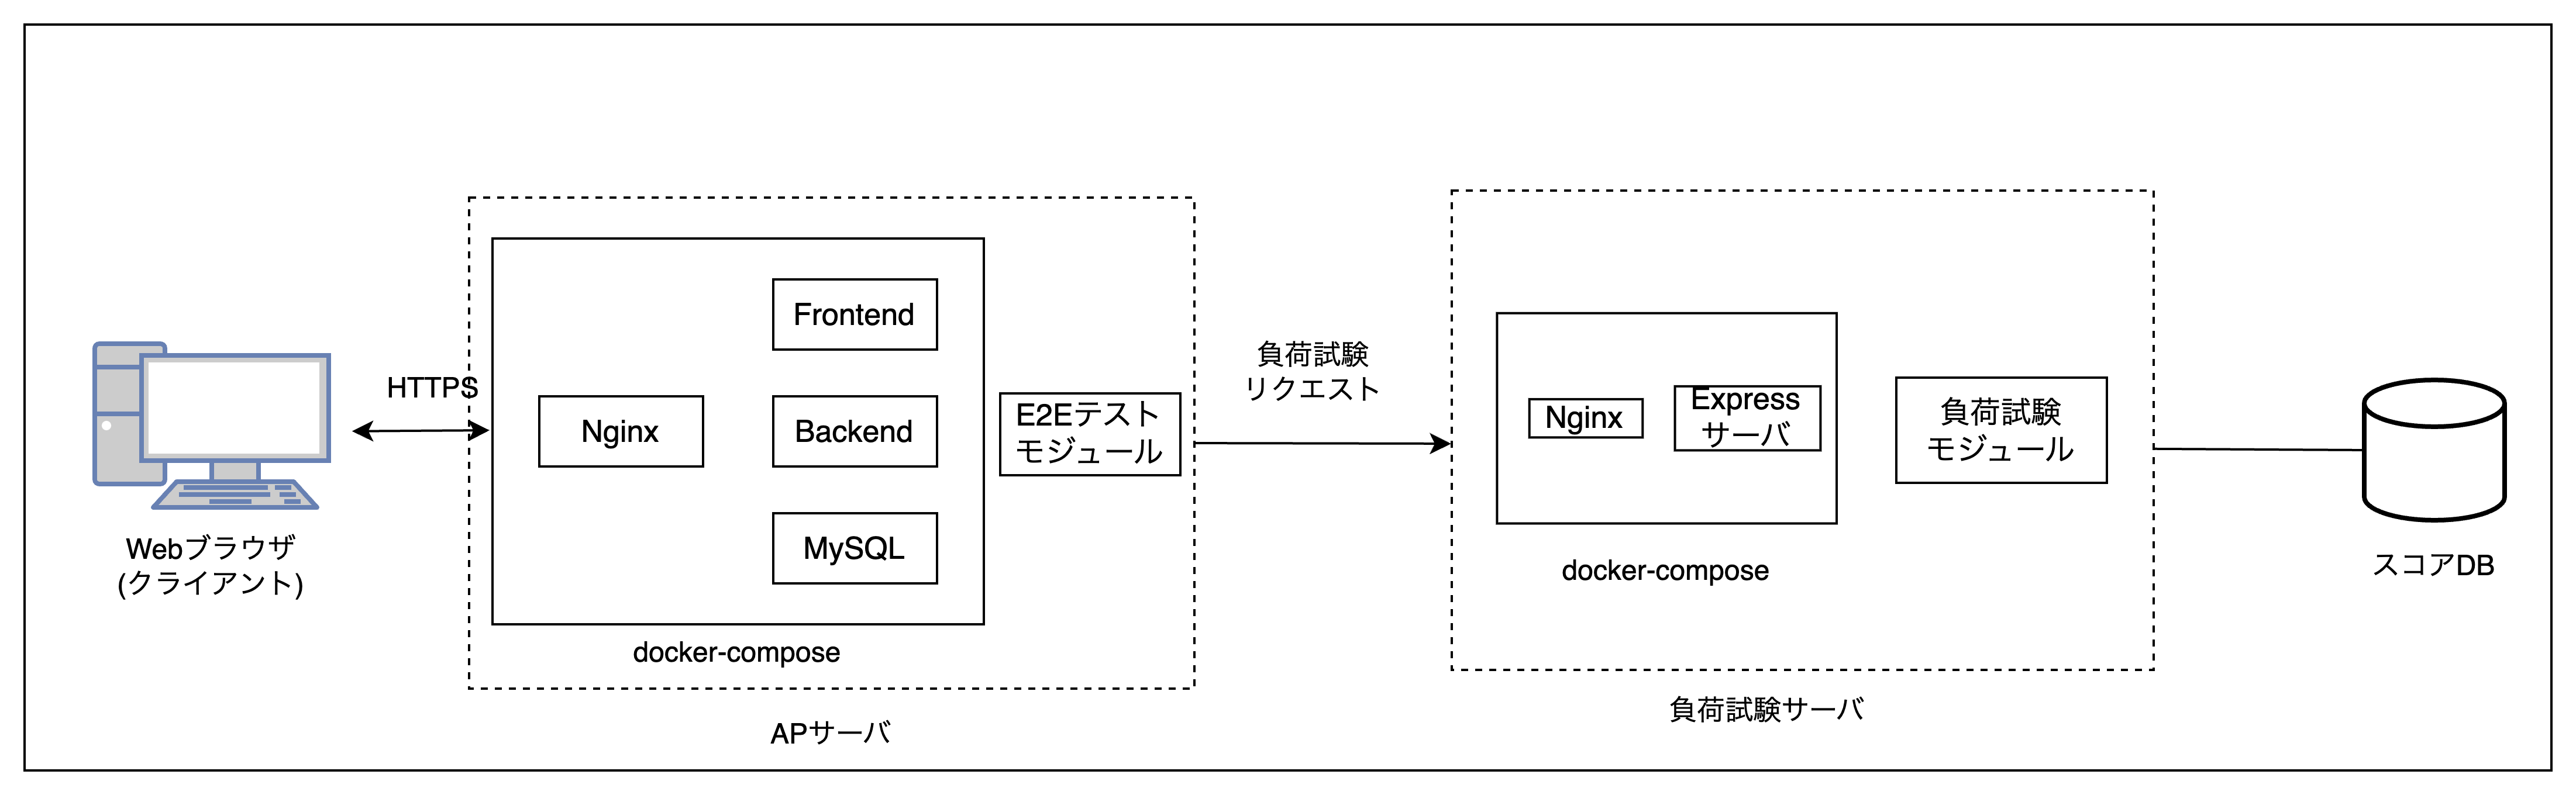 Webブラウザ
(クライアント)
HTTPS
Nginx
Frontend
Backend
MySQL
docker-compose
E2Eテスト
モジュール
APサーバ
負荷試験
リクエスト
Nginx
Express
サーバ
docker-compose
負荷試験
モジュール
負荷試験サーバ
スコアDB